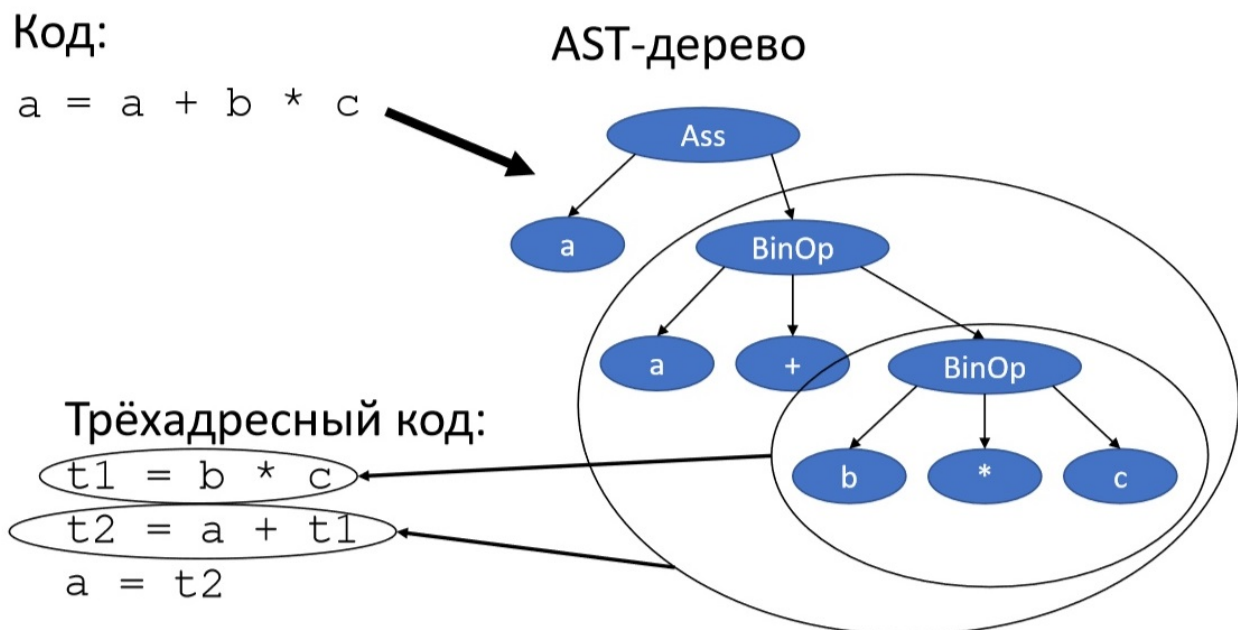 Код:
a = a + b * c
AST-дерево
Ass
a
BinOp
a
+
BinOp
b
*
c
Трёхадресный код:
t1 = b * c
t2 = a + t1
a = t2